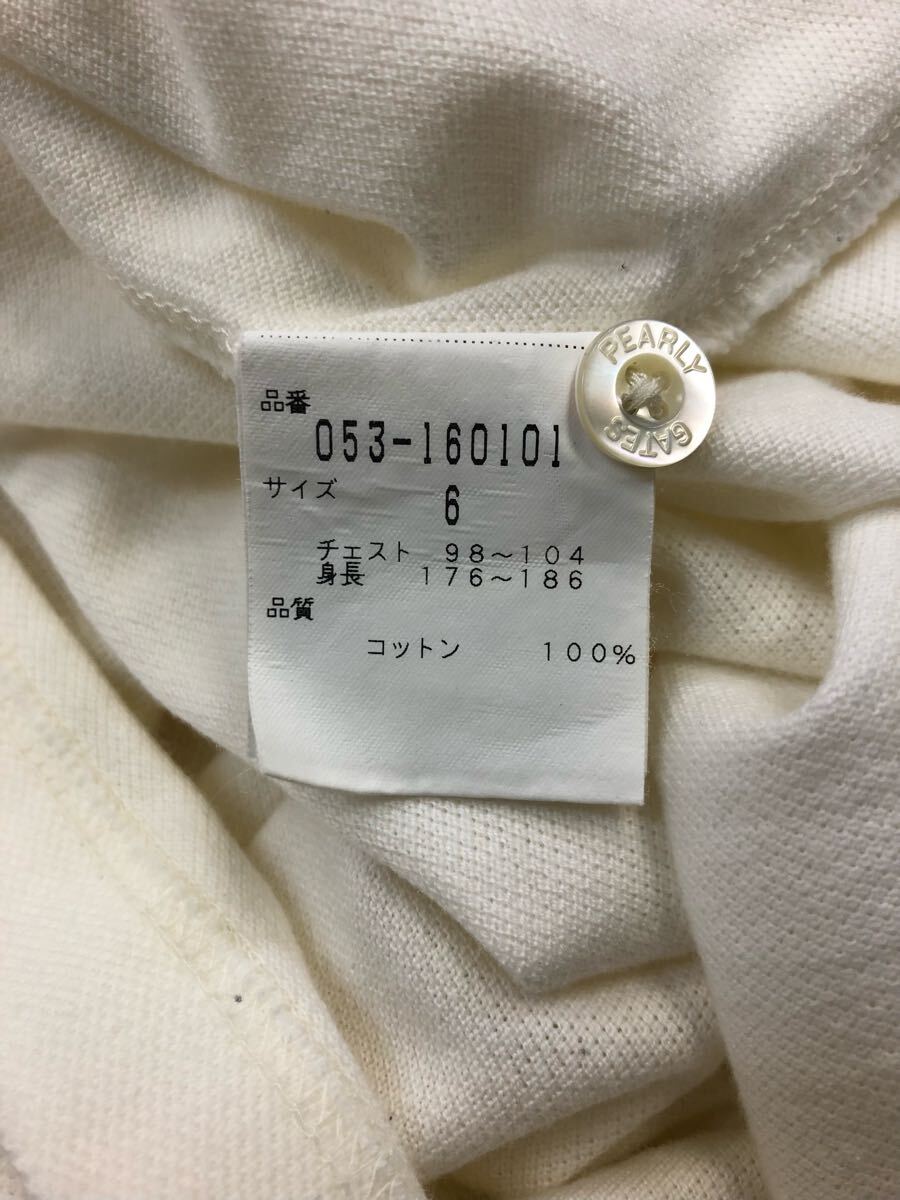 PEARLY
GATES
品番
053-160101
サイズ
6
チェスト 98~104
身長 176~186
品質
コットン 100%